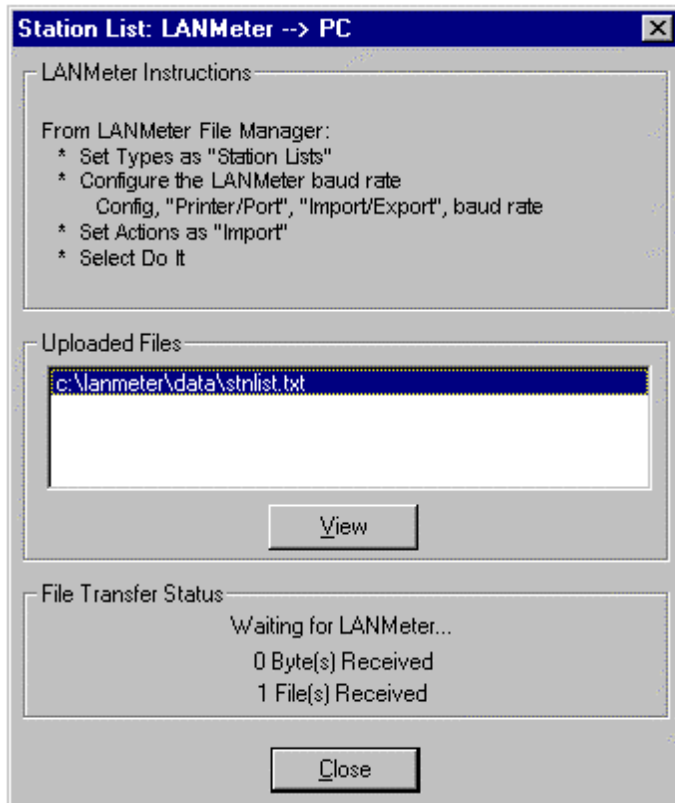 Station List: LANMeter --> PC
LANMeter Instructions
From LANMeter File Manager:
* Set Types as "Station Lists"
* Configure the LANMeter baud rate
Config, "Printer/Port", "Import/Export", baud rate
* Set Actions as "Import"
* Select Do It
Uploaded Files
c:\lanmeter\data\stnlist.txt
View
File Transfer Status
Waiting for LANMeter...
0 Byte(s) Received
1 File(s) Received
Close